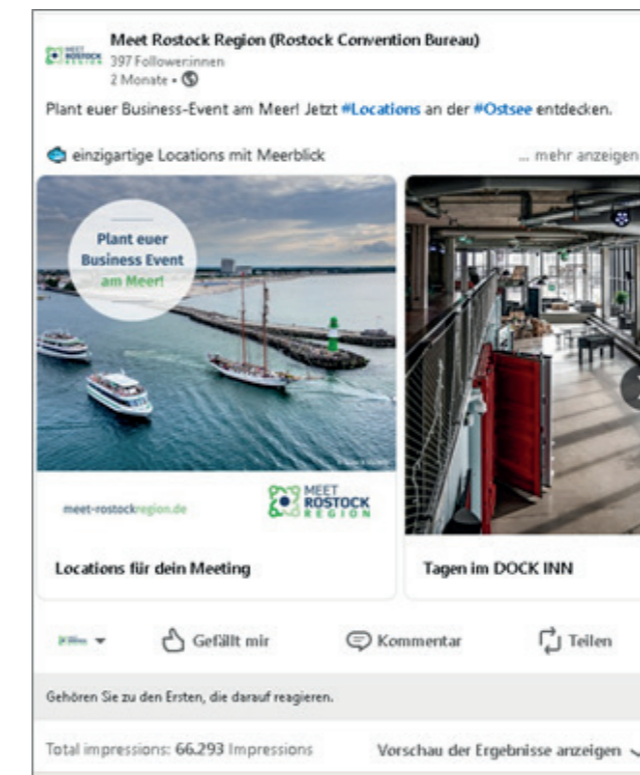 MEET
ROSTOCK
REGION
Meet Rostock Region (Rostock Convention Bureau)
397 Follower:innen
2 Monate •
Plant euer Business-Event am Meer! Jetzt #Locations an der #Ostsee entdecken.
einzigartige Locations mit Meerblick
... mehr anzeigen
Plant euer
Business Event
am Meer!
meet-rostockregion.de
MEET
ROSTOCK
REGION
Locations für dein Meeting
Tagen im DOCK INN
Gefällt mir
Kommentar
Teilen
Gehören Sie zu den Ersten, die darauf reagieren.
Total impressions: 66.293 Impressions
Vorschau der Ergebnisse anzeigen